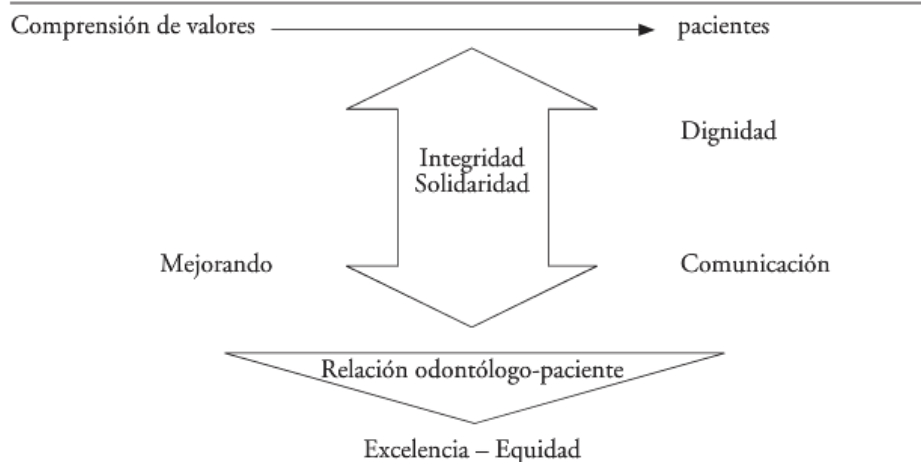 Comprensión de valores pacientes
Dignidad
Integridad
Solidaridad
Mejorando Comunicación
Relación odontólogo-paciente
Excelencia – Equidad